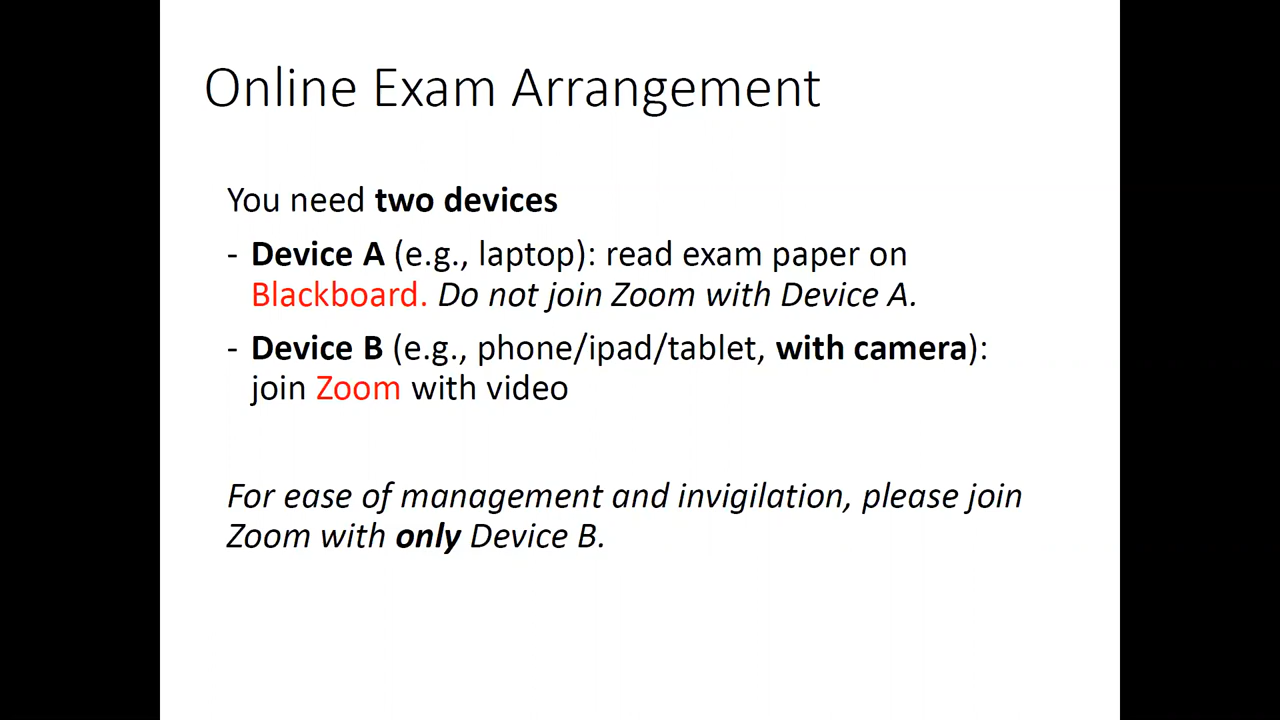 Online Exam Arrangement
You need two devices
- Device A (e.g., laptop): read exam paper on
Blackboard. Do not join Zoom with Device A.
- Device B (e.g., phone/ipad/tablet, with camera):
join Zoom with video
For ease of management and invigilation, please join
Zoom with only Device B.